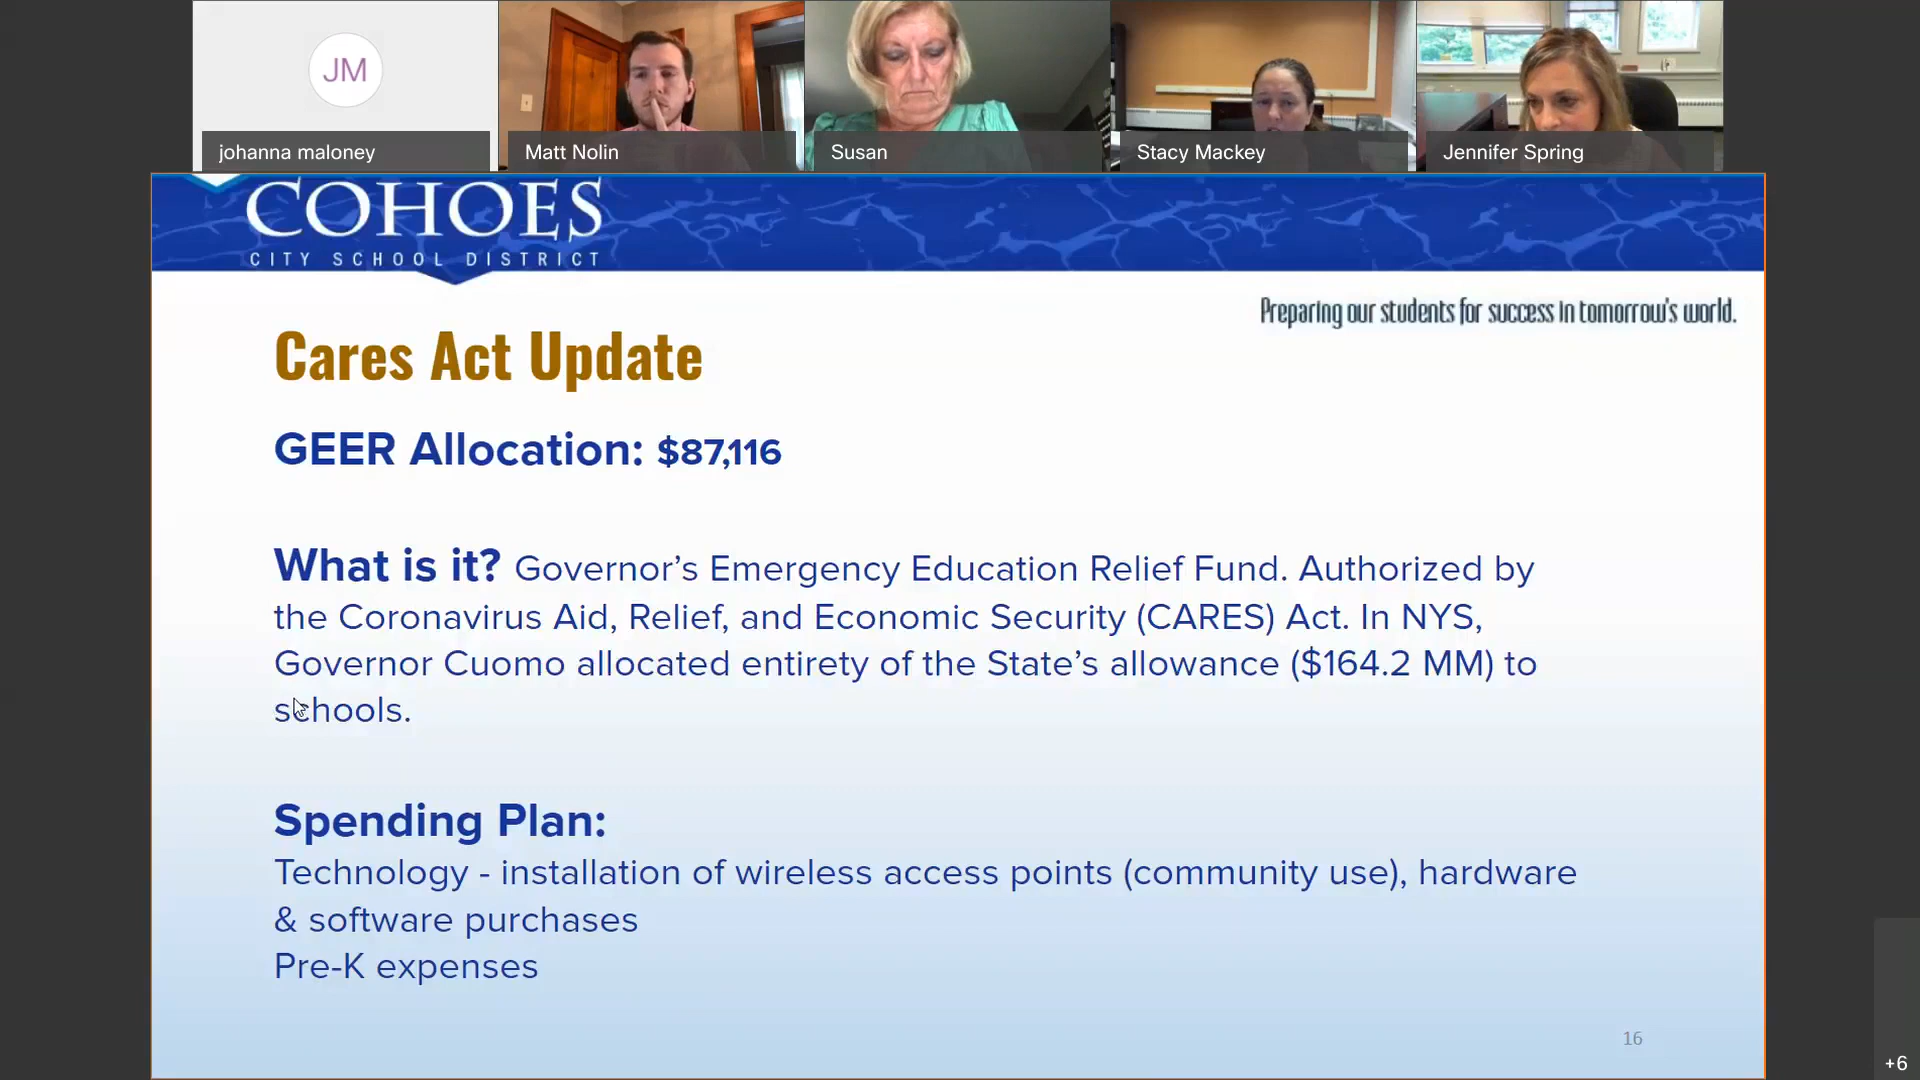 JM
johanna maloney
Matt Nolin
Susan
Stacy Mackey
Jennifer Spring
COHOES
CITY SCHOOL DISTRICT
Preparing our students for success in tomorrow's world.
Cares Act Update
GEER Allocation: $87,116
What is it? Governor’s Emergency Education Relief Fund. Authorized by
the Coronavirus Aid, Relief, and Economic Security (CARES) Act. In NYS,
Governor Cuomo allocated entirety of the State’s allowance ($164.2 MM) to
schools.
Spending Plan:
Technology - installation of wireless access points (community use), hardware
& software purchases
Pre-K expenses
16
+6